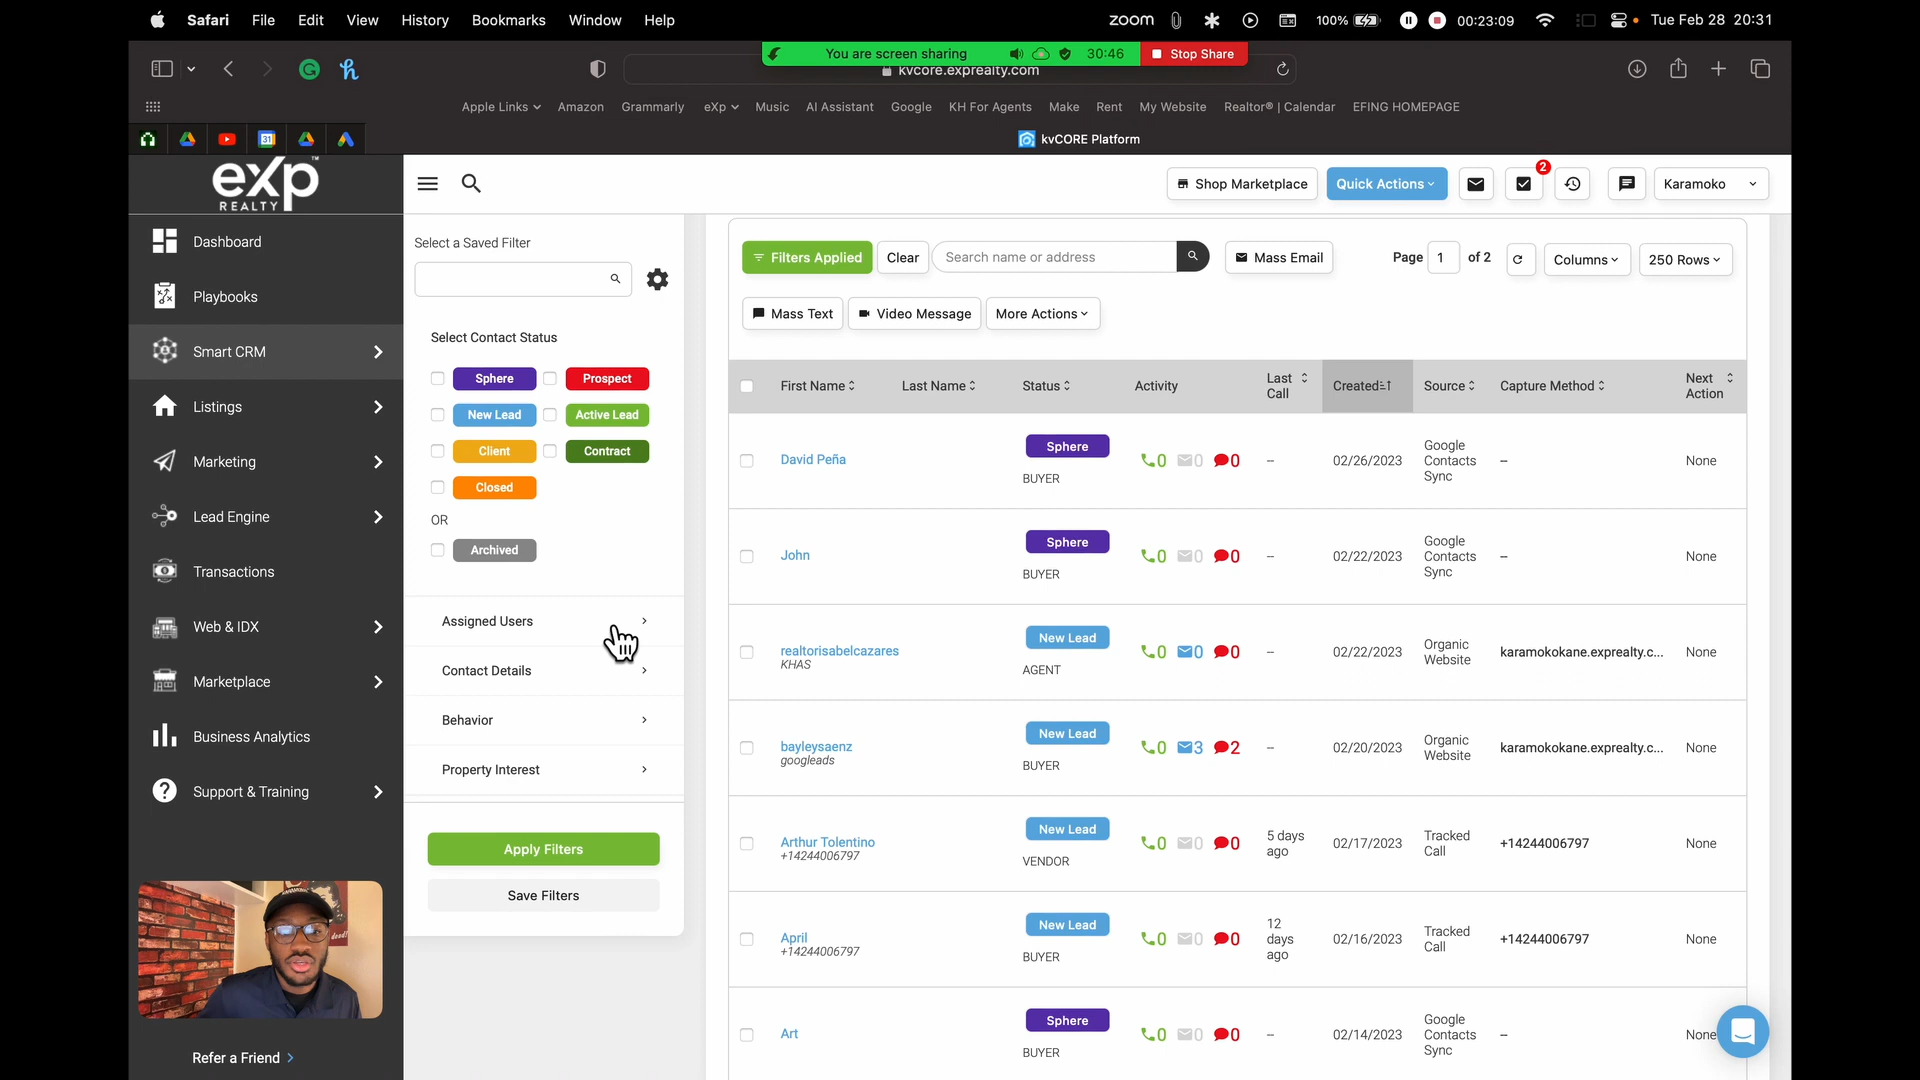 Safari File Edit View History Bookmarks Window Help zoom 100% 00:23:09 Tue Feb 28 20:31
You are screen sharing 30:46 Stop Share
kvcore.exprealty.com
Apple Links Amazon Grammarly eXp Music AI Assistant Google KH For Agents Make Rent My Website Realtor® | Calendar EFING HOMEPAGE
31 kvCORE Platform
eXp™
REALTY
Dashboard
Playbooks
Smart CRM
Listings
Marketing
Lead Engine
Transactions
Web & IDX
Marketplace
Business Analytics
Support & Training
Refer a Friend >
Shop Marketplace Quick Actions 2 Karamoko
Select a Saved Filter
Select Contact Status
Sphere Prospect
New Lead Active Lead
Client Contract
Closed
OR
Archived
Assigned Users
Contact Details
Behavior
Property Interest
Apply Filters
Save Filters
Filters Applied Clear Search name or address Mass Email Page 1 of 2 Columns 250 Rows
Mass Text Video Message More Actions
First Name Last Name Status Activity Last Call Created Source Capture Method Next Action
David Peña Sphere BUYER 0 0 0 -- 02/26/2023 Google Contacts Sync -- None
John Sphere BUYER 0 0 0 -- 02/22/2023 Google Contacts Sync -- None
realtorisabelcazares KHAS New Lead AGENT 0 0 0 -- 02/22/2023 Organic Website karamokokane.exprealty.c... None
bayleysaenz googleads New Lead BUYER 0 3 2 -- 02/20/2023 Organic Website karamokokane.exprealty.c... None
Arthur Tolentino +14244006797 New Lead VENDOR 0 0 0 5 days ago 02/17/2023 Tracked Call +14244006797 None
April +14244006797 New Lead BUYER 0 0 0 12 days ago 02/16/2023 Tracked Call +14244006797 None
Art Sphere BUYER 0 0 0 -- 02/14/2023 Google Contacts Sync -- None